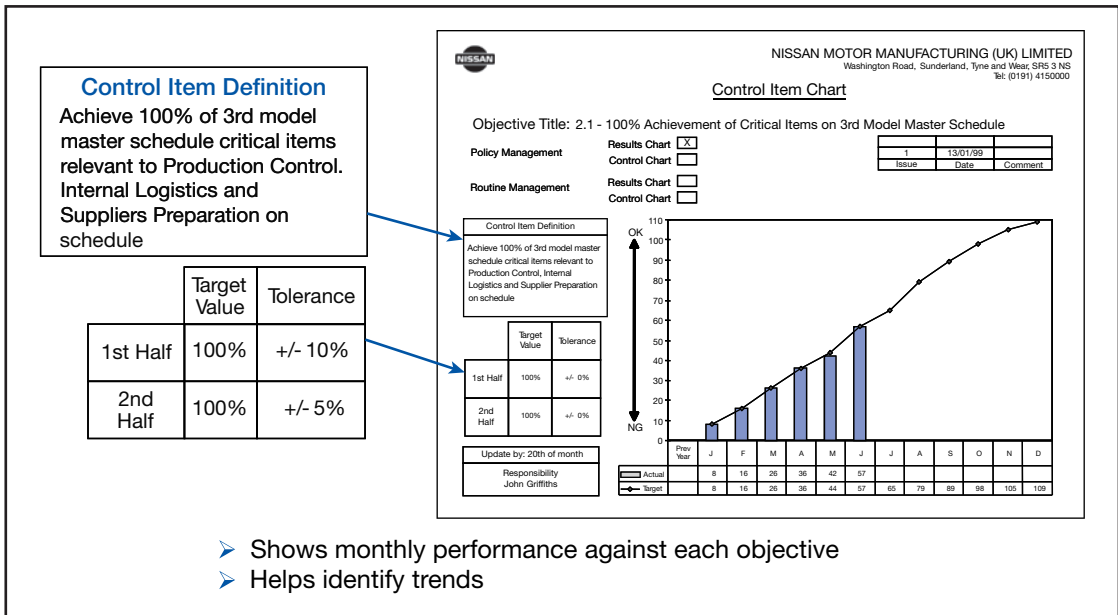 Control Item Definition
Achieve 100% of 3rd model
master schedule critical items
relevant to Production Control.
Internal Logistics and
Suppliers Preparation on
schedule
Target Value Tolerance
1st Half 100% +/- 10%
2nd Half 100% +/- 5%
NISSAN
NISSAN MOTOR MANUFACTURING (UK) LIMITED
Washington Road, Sunderland, Tyne and Wear, SR5 3 NS
Tel: (0191) 4150000
Control Item Chart
Objective Title: 2.1 - 100% Achievement of Critical Items on 3rd Model Master Schedule
Policy Management
Results Chart X
Control Chart
Routine Management
Results Chart
Control Chart
1 13/01/99
Issue Date Comment
Control Item Definition
Achieve 100% of 3rd model master
schedule critical items relevant to
Production Control, Internal
Logistics and Supplier Preparation
on schedule
Target Value Tolerance
1st Half 100% +/- 0%
2nd Half 100% +/- 0%
Update by: 20th of month
Responsibility
John Griffiths
OK
NG
110
100
90
80
70
60
50
40
30
20
10
0
Prev Year J F M A M J J A S O N D
Actual 8 16 26 36 42 57
Target 8 16 26 36 44 57 65 79 89 98 105 109
Shows monthly performance against each objective
Helps identify trends